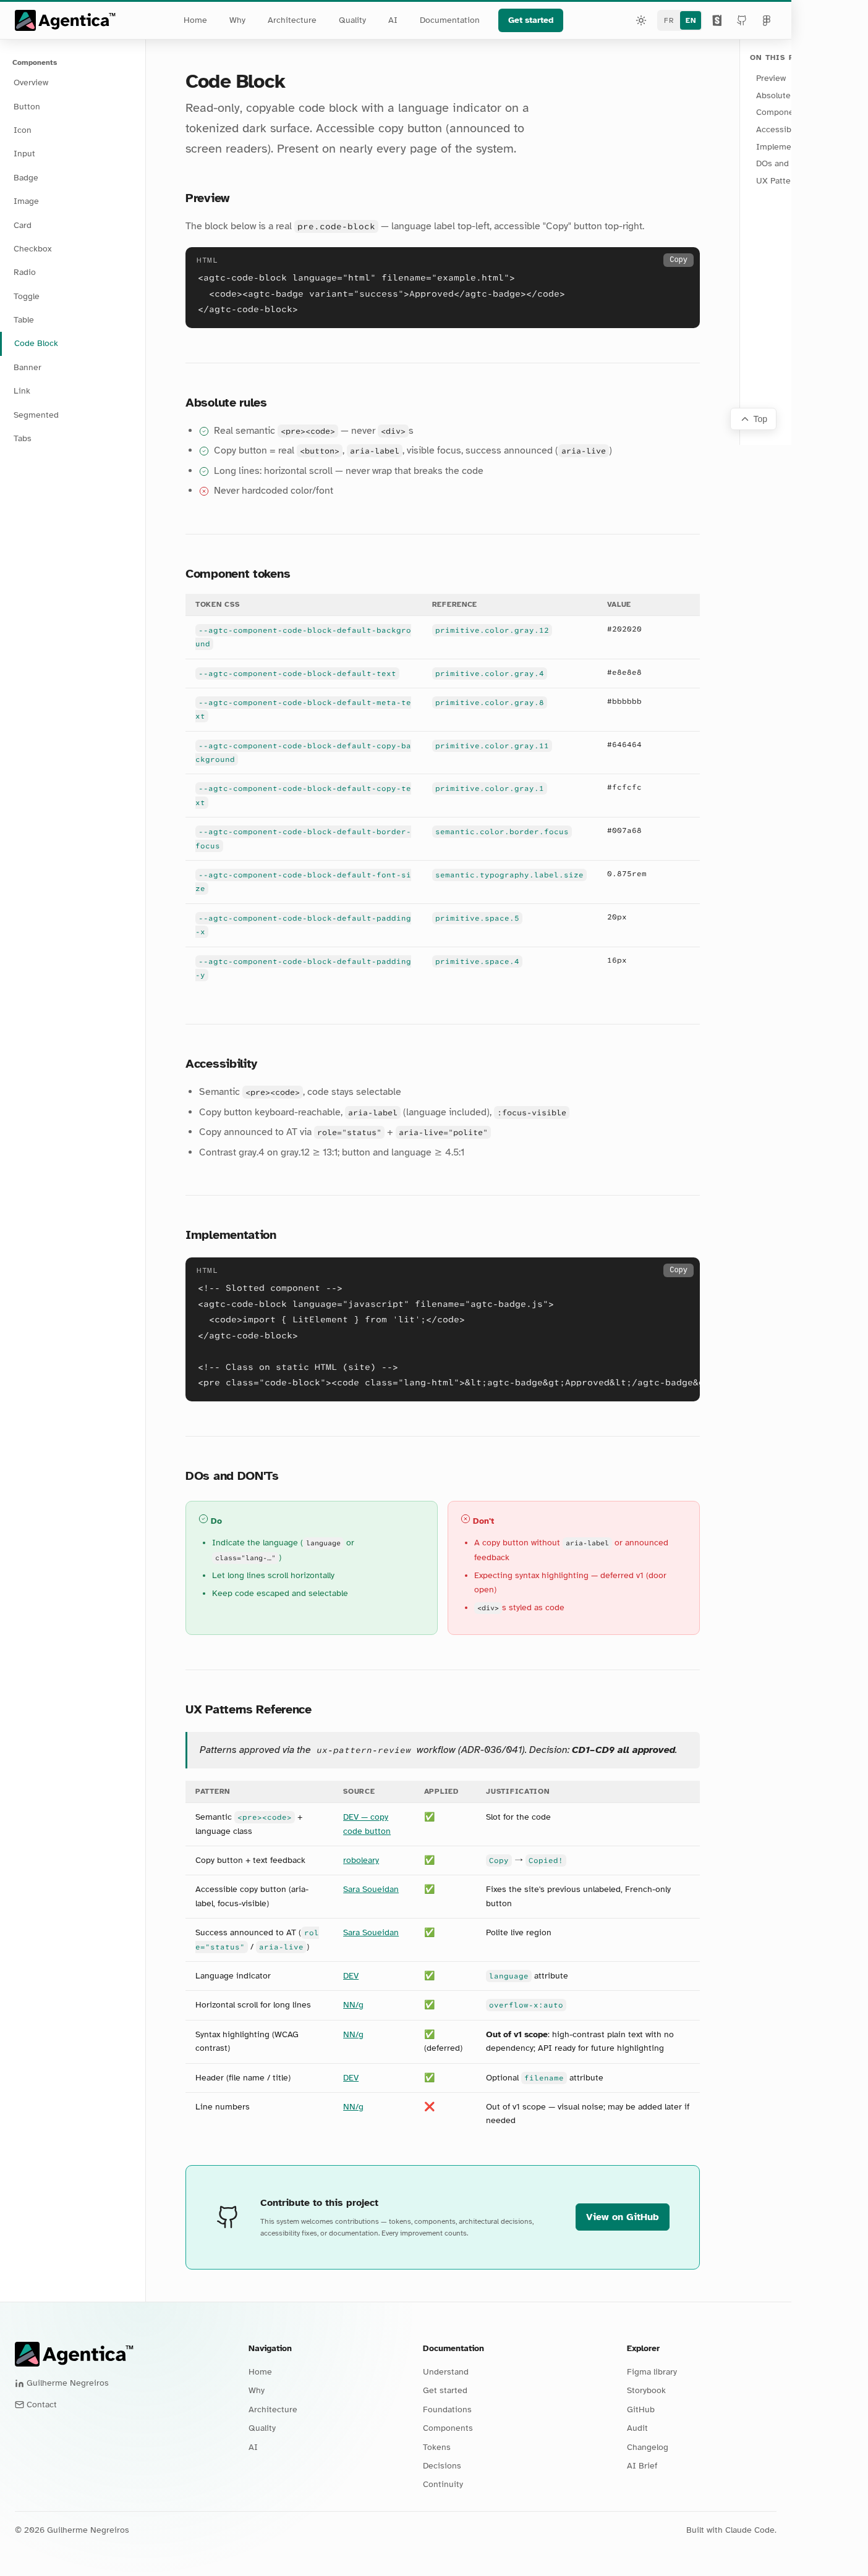 Agentica™
Home
Why
Architecture
Quality
AI
Documentation
Get started
FR
EN
Components
Overview
Button
Icon
Input
Badge
Image
Card
Checkbox
Radio
Toggle
Table
Code Block
Banner
Link
Segmented
Tabs
ON THIS
Preview
Absolute
DOs and
Top
Code Block
Read-only, copyable code block with a language indicator on a
tokenized dark surface. Accessible copy button (announced to
screen readers). Present on nearly every page of the system.
Preview
The block below is a real pre.code-block — language label top-left, accessible "Copy" button top-right.
HTML
Copy
<agtc-code-block language="html" filename="example.html">
  <code><agtc-badge variant="success">Approved</agtc-badge></code>
</agtc-code-block>
Absolute rules
Real semantic <pre><code> — never <div>s
Copy button = real <button>, aria-label, visible focus, success announced (aria-live)
Long lines: horizontal scroll — never wrap that breaks the code
Never hardcoded color/font
Component tokens
TOKEN CSS REFERENCE VALUE
--agtc-component-code-block-default-backgro
und
primitive.color.gray.12 #202020
--agtc-component-code-block-default-text primitive.color.gray.4 #e8e8e8
--agtc-component-code-block-default-meta-te
xt
primitive.color.gray.8 #bbbbbb
--agtc-component-code-block-default-copy-ba
ckground
primitive.color.gray.11 #646464
--agtc-component-code-block-default-copy-te
xt
primitive.color.gray.1 #fcfcfc
--agtc-component-code-block-default-border-
focus
semantic.color.border.focus #007a68
--agtc-component-code-block-default-font-si
ze
semantic.typography.label.size 0.875rem
--agtc-component-code-block-default-padding
-x
primitive.space.5 20px
--agtc-component-code-block-default-padding
-y
primitive.space.4 16px
Accessibility
Semantic <pre><code>, code stays selectable
Copy button keyboard-reachable, aria-label (language included), :focus-visible
Copy announced to AT via role="status" + aria-live="polite"
Contrast gray.4 on gray.12 ≥ 13:1; button and language ≥ 4.5:1
Implementation
HTML
Copy
<!-- Slotted component -->
<agtc-code-block language="javascript" filename="agtc-badge.js">
  <code>import { LitElement } from 'lit';</code>
</agtc-code-block>
<!-- Class on static HTML (site) -->
<pre class="code-block"><code class="lang-html">&lt;agtc-badge&gt;Approved&lt;/agtc-badge&
DOs and DON'Ts
Do
Indicate the language (language or
class="lang-…")
Let long lines scroll horizontally
Keep code escaped and selectable
Don't
A copy button without aria-label or announced
feedback
Expecting syntax highlighting — deferred v1 (door
open)
<div>s styled as code
UX Patterns Reference
Patterns approved via the ux-pattern-review workflow (ADR-036/041). Decision: CD1–CD9 all approved.
PATTERN SOURCE APPLIED JUSTIFICATION
Semantic <pre><code> +
language class
DEV — copy
code button
✅ Slot for the code
Copy button + text feedback roboleary ✅ Copy → Copied!
Accessible copy button (aria-
label, focus-visible)
Sara Soueidan ✅ Fixes the site's previous unlabeled, French-only
button
Success announced to AT (rol
e="status" / aria-live)
Sara Soueidan ✅ Polite live region
Language indicator DEV ✅ language attribute
Horizontal scroll for long lines NN/g ✅ overflow-x:auto
Syntax highlighting (WCAG
contrast)
NN/g ✅
(deferred)
Out of v1 scope: high-contrast plain text with no
dependency; API ready for future highlighting
Header (file name / title) DEV ✅ Optional filename attribute
Line numbers NN/g ❌ Out of v1 scope — visual noise; may be added later if
needed
Contribute to this project
This system welcomes contributions — tokens, components, architectural decisions,
accessibility fixes, or documentation. Every improvement counts.
View on GitHub
Agentica™
Guilherme Negreiros
Contact
Navigation
Home
Why
Architecture
Quality
AI
Documentation
Understand
Get started
Foundations
Components
Tokens
Decisions
Continuity
Explorer
Figma library
Storybook
GitHub
Audit
Changelog
AI Brief
© 2026 Guilherme Negreiros
Built with Claude Code.